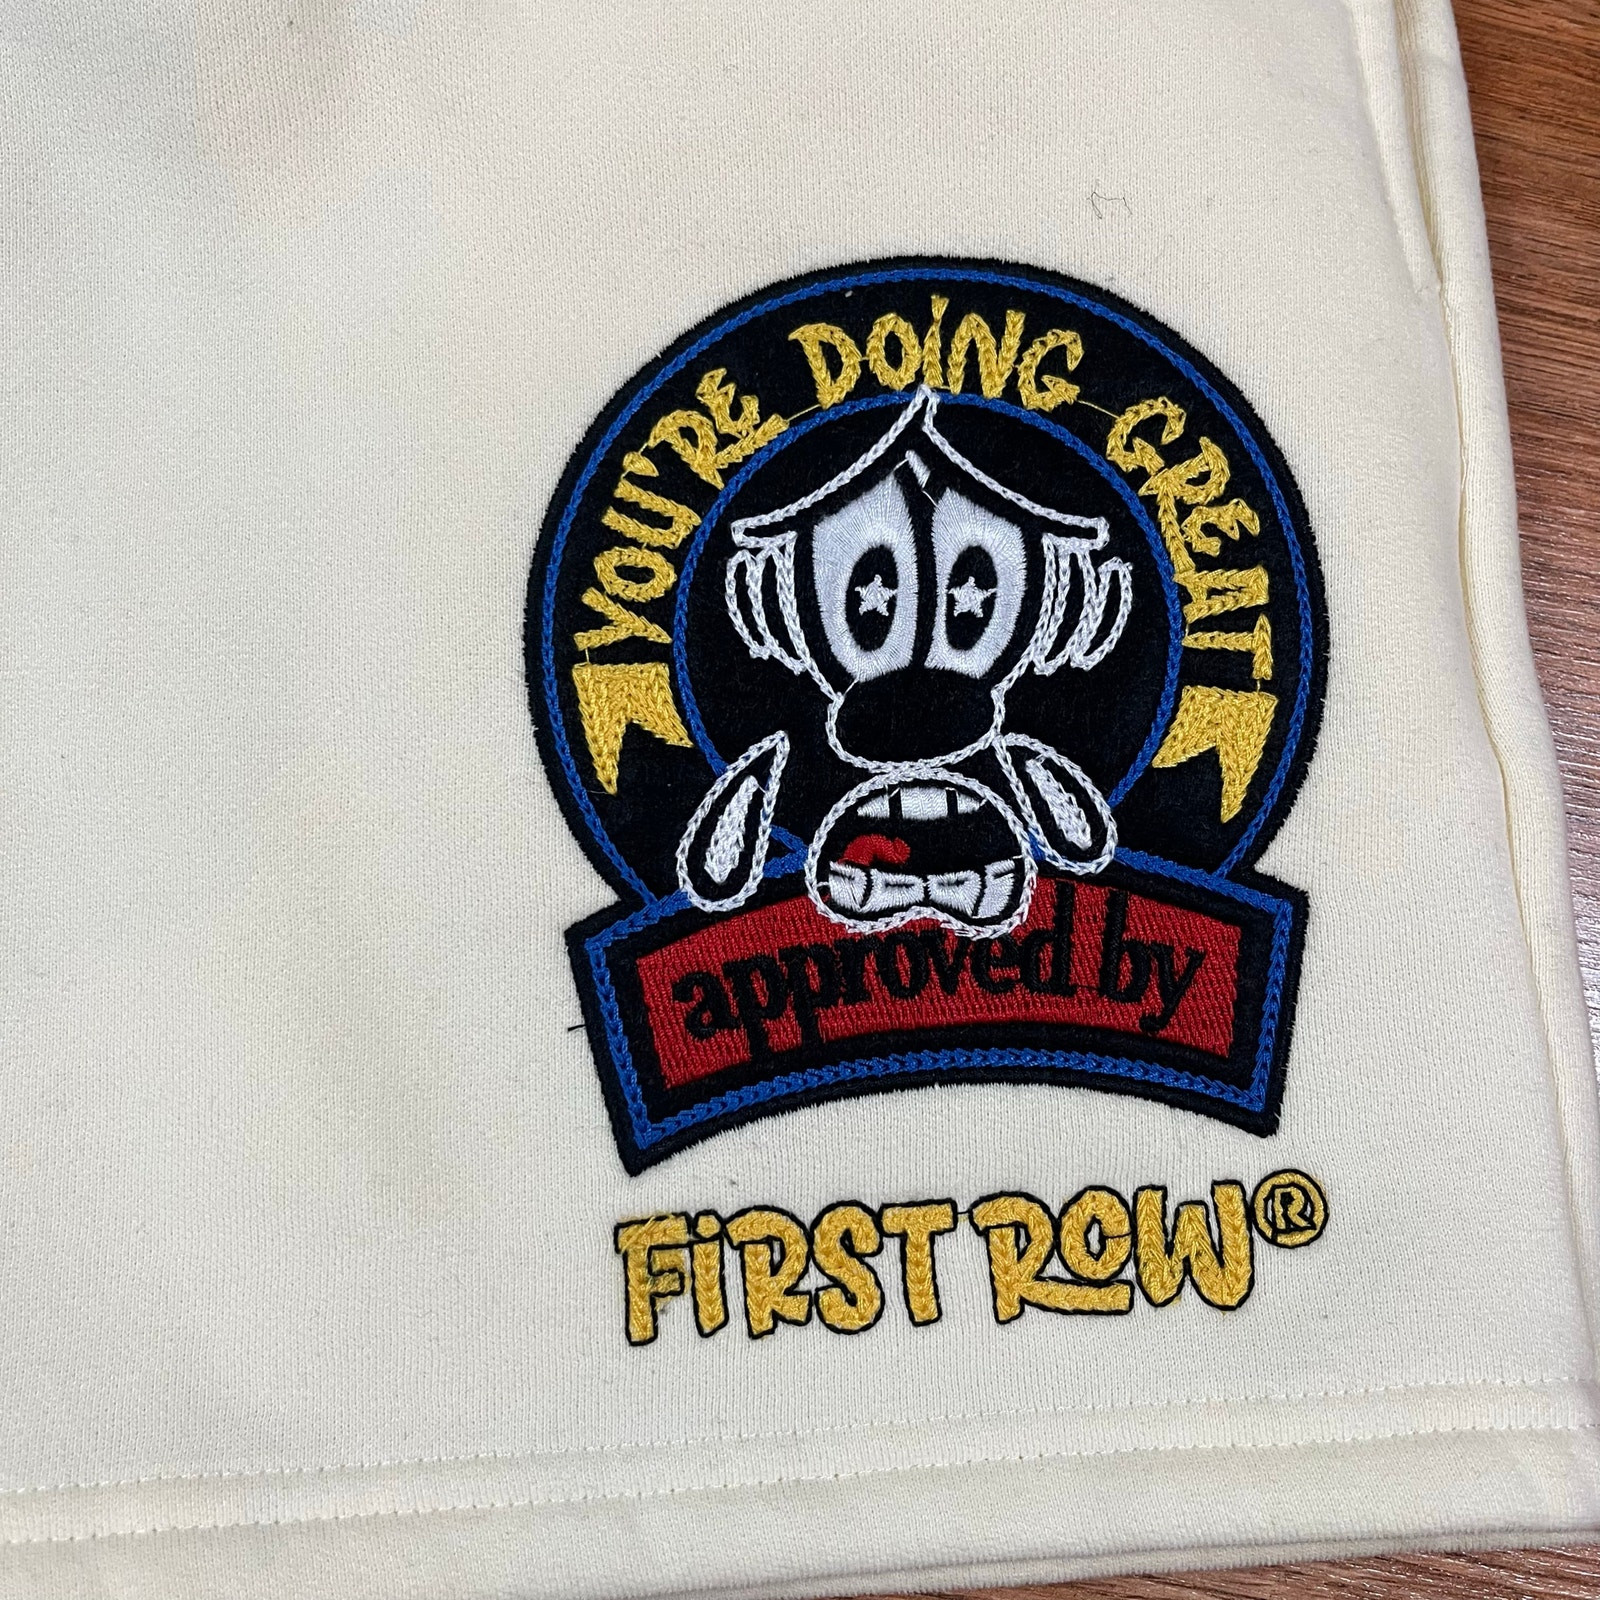 YOU'RE DOING GREAT
approved by
FIRST ROW®